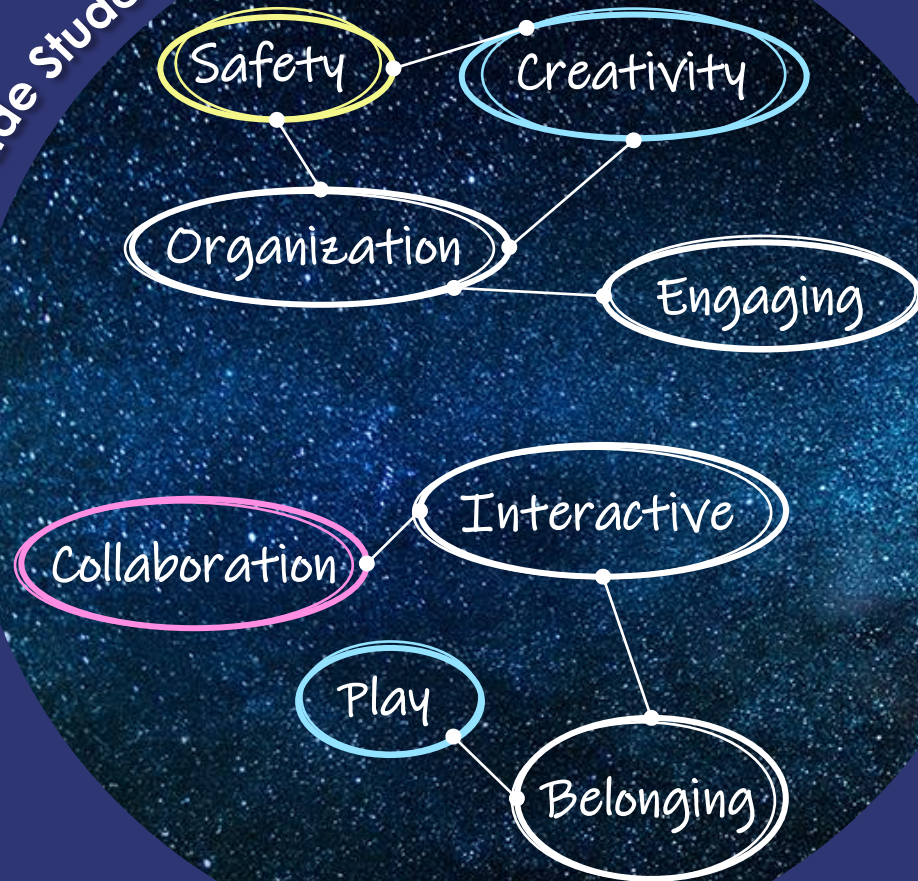 Safety
Creativity
Organization
Engaging
Interactive
Collaboration
Play
Belonging